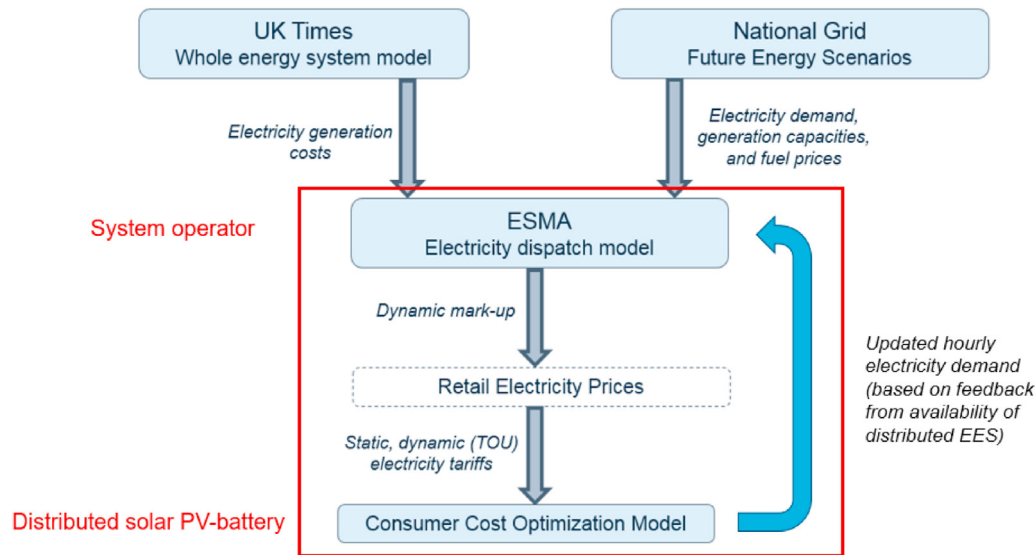 UK Times
Whole energy system model
National Grid
Future Energy Scenarios
Electricity generation
costs
Electricity demand,
generation capacities,
and fuel prices
System operator
ESMA
Electricity dispatch model
Dynamic mark-up
Retail Electricity Prices
Updated hourly
electricity demand
(based on feedback
from availability of
distributed EES)
Static, dynamic (TOU)
electricity tariffs
Distributed solar PV-battery
Consumer Cost Optimization Model